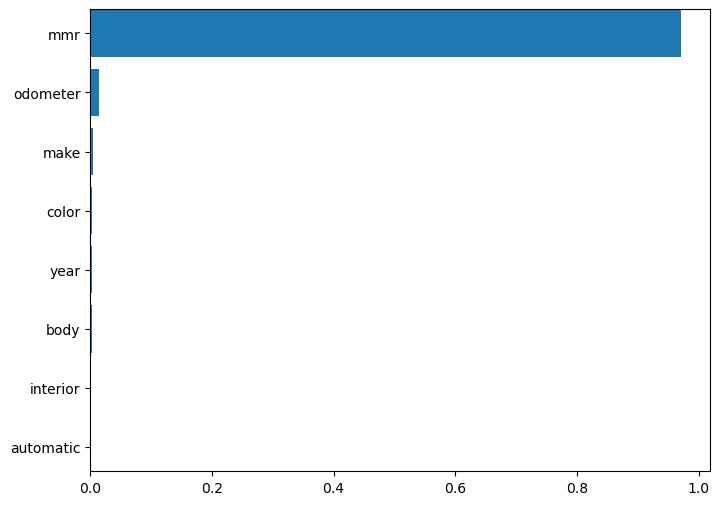 mmr
odometer
make
color
year
body
interior
automatic
0.0 0.2 0.4 0.6 0.8 1.0